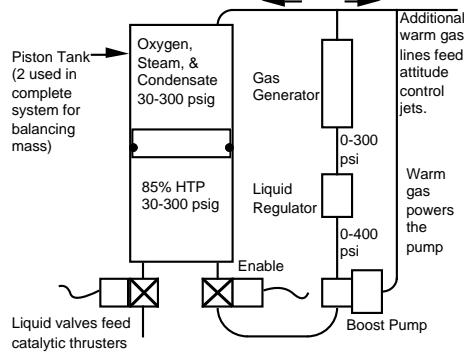 Piston Tank
(2 used in
complete
system for
balancing
mass)
Oxygen,
Steam, &
Condensate
30-300 psig
85% HTP
30-300 psig
Gas
Generator
0-300
psi
Liquid
Regulator
0-400
psi
Additional
warm gas
lines feed
attitude
control
jets.
Warm
gas
powers
the
pump
Enable
Boost Pump
Liquid valves feed
catalytic thrusters